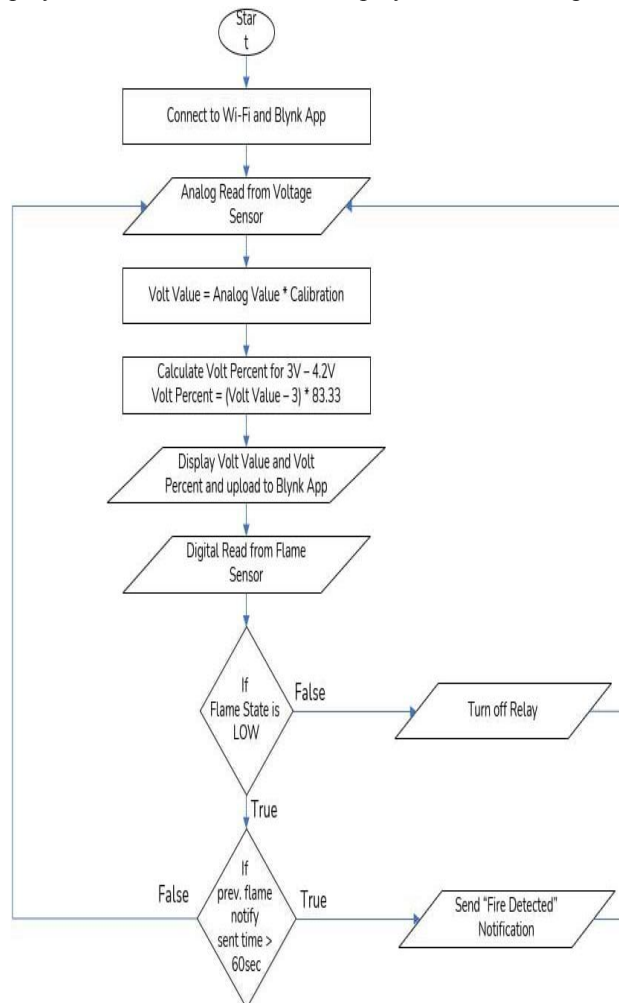 Star
t
Connect to Wi-Fi and Blynk App
Analog Read from Voltage
Sensor
Volt Value = Analog Value * Calibration
Calculate Volt Percent for 3V – 4.2V
Volt Percent = (Volt Value – 3) * 83.33
Display Volt Value and Volt
Percent and upload to Blynk App
Digital Read from Flame
Sensor
If
Flame State is
LOW
False
Turn off Relay
True
If
prev. flame
notify
sent time >
60sec
False
True
Send "Fire Detected"
Notification